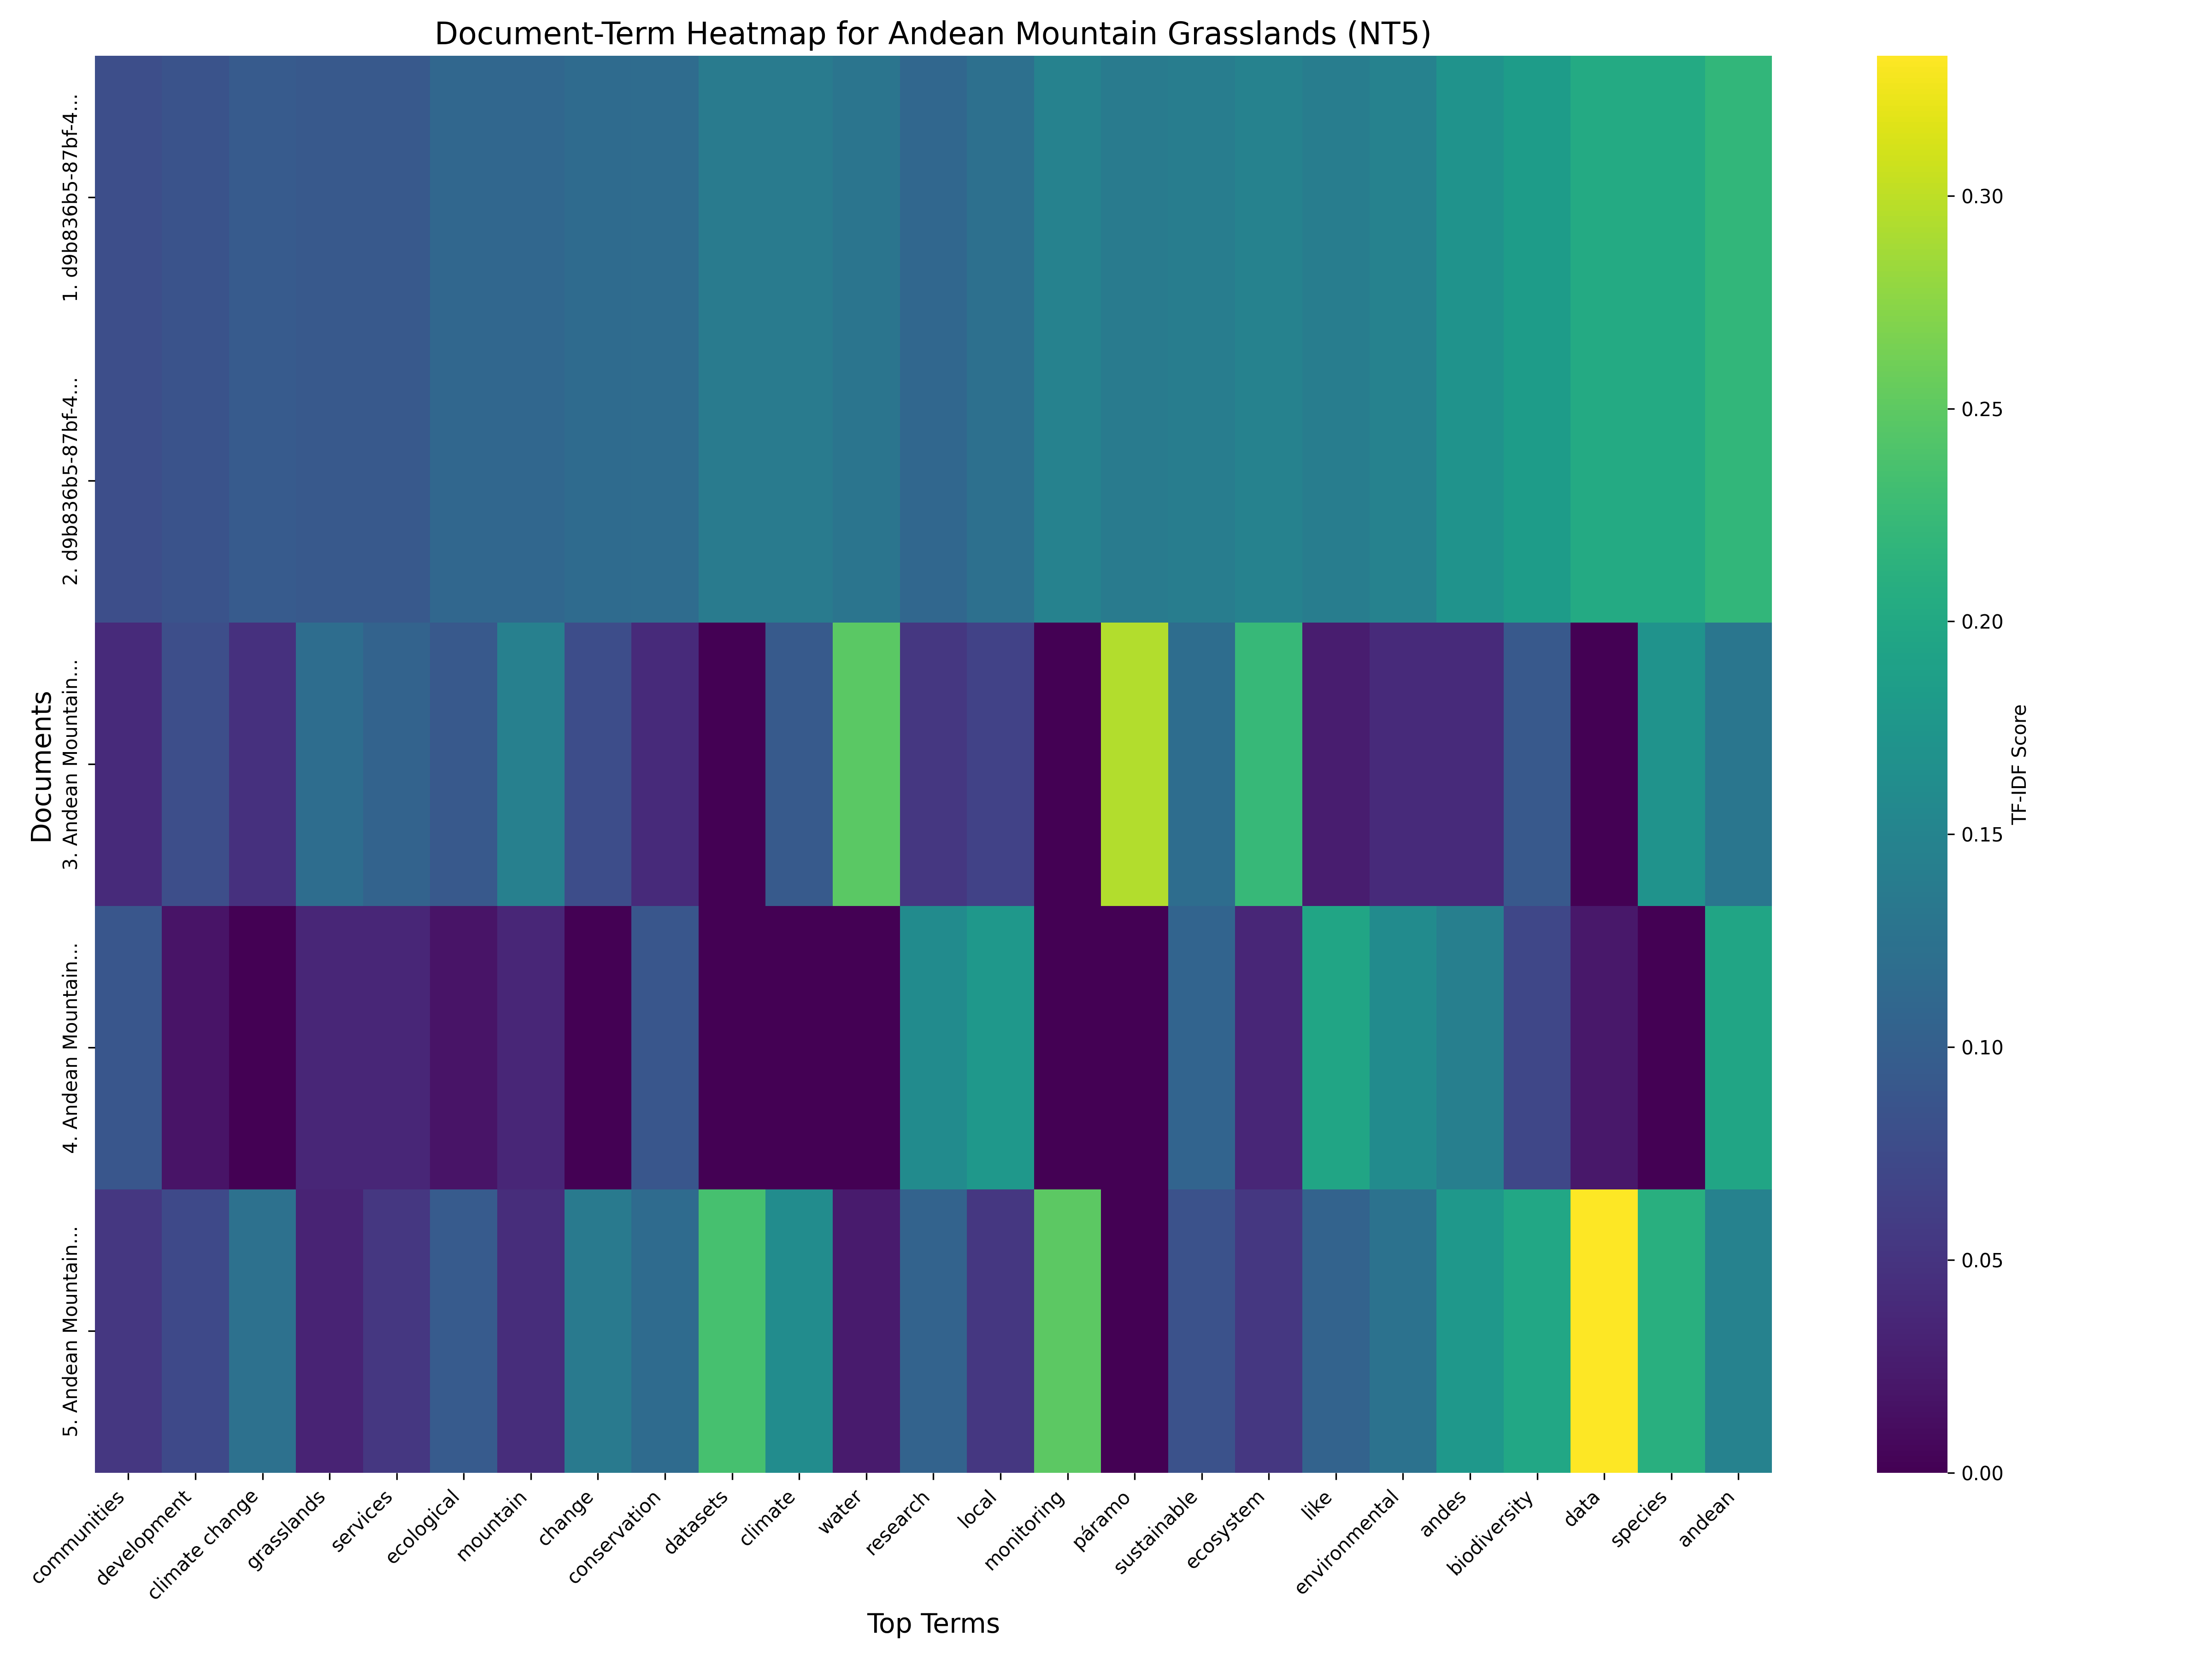 Document-Term Heatmap for Andean Mountain Grasslands (NT5)
Documents
1. d9b836b5-87bf-4...
2. d9b836b5-87bf-4...
3. Andean Mountain...
4. Andean Mountain...
5. Andean Mountain...
communities
development
climate change
grasslands
services
ecological
mountain
change
conservation
datasets
climate
water
research
local
monitoring
páramo
sustainable
ecosystem
like
environmental
andes
biodiversity
data
species
andean
Top Terms
0.30
0.25
0.20
0.15
0.10
0.05
0.00
TF-IDF Score